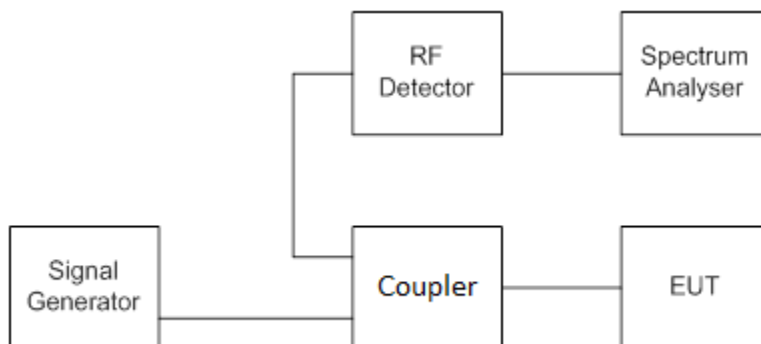 RF
Detector
Spectrum
Analyser
Signal
Generator
Coupler
EUT